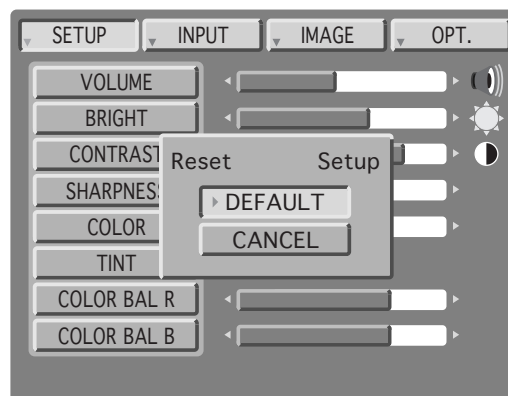 SETUP INPUT IMAGE OPT.
VOLUME
BRIGHT
CONTRAST
SHARPNESS
COLOR
TINT
COLOR BAL R
COLOR BAL B
Reset Setup
DEFAULT
CANCEL